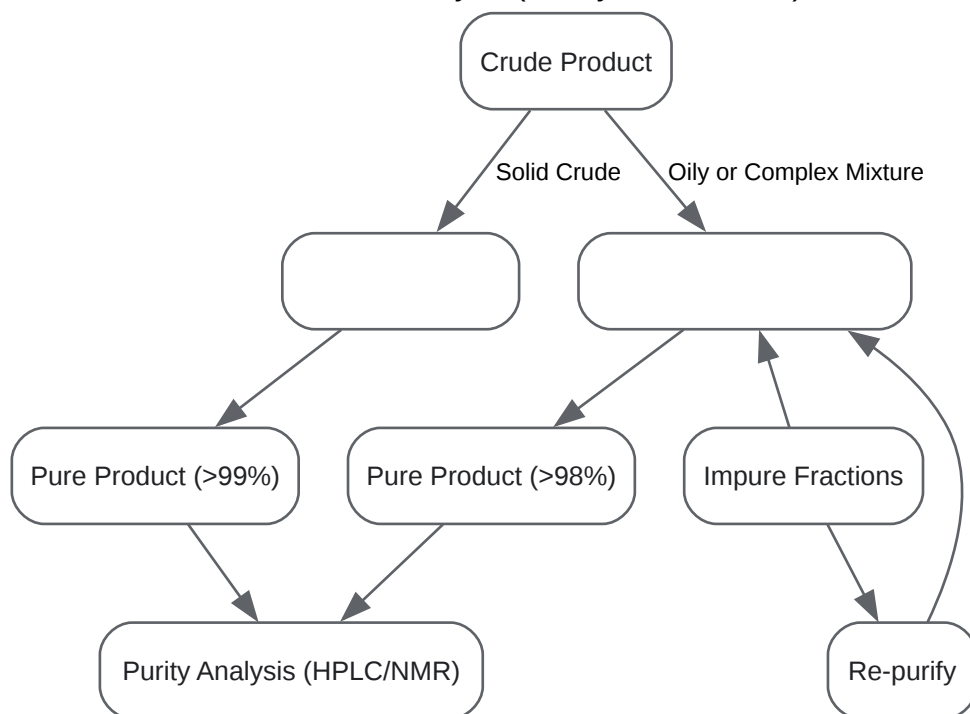 Crude Product
Solid Crude
Oily or Complex Mixture
Pure Product (>99%)
Pure Product (>98%)
Impure Fractions
Purity Analysis (HPLC/NMR)
Re-purify